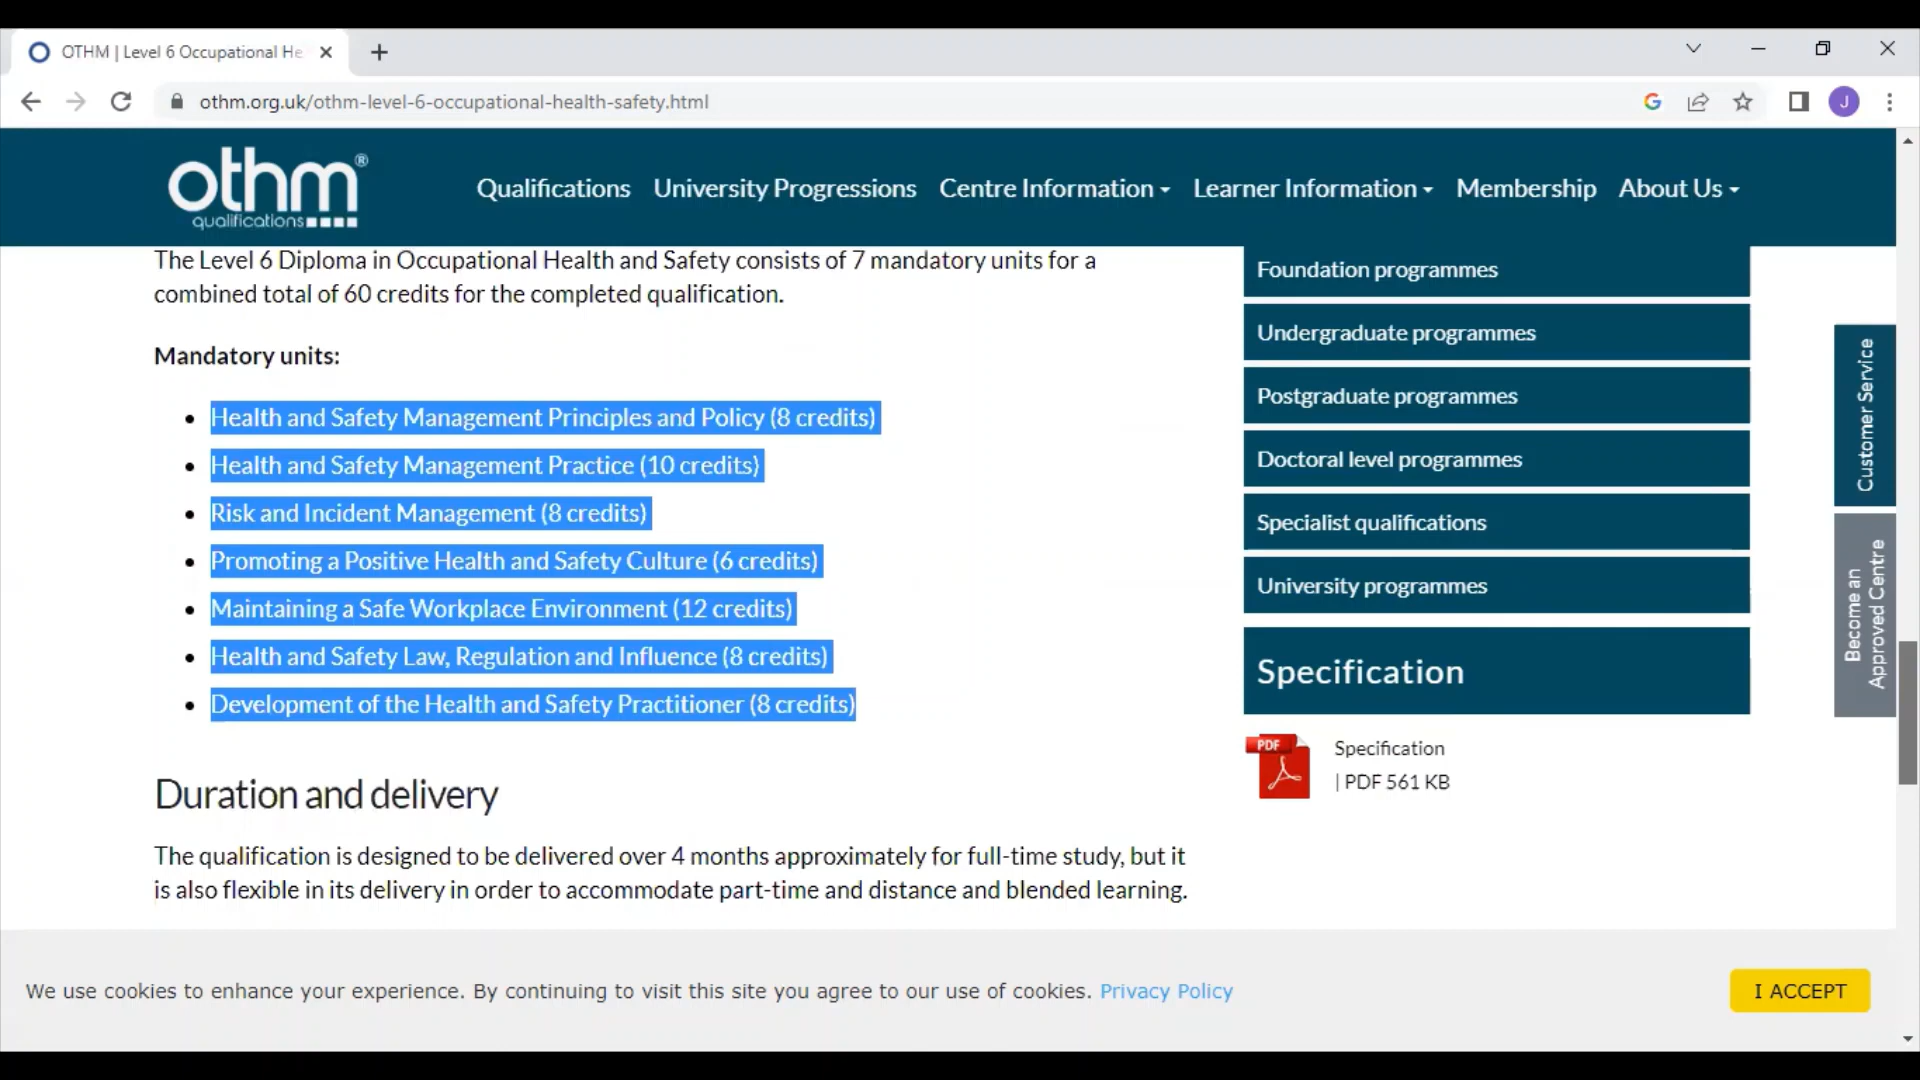 OTHM | Level 6 Occupational He
othm.org.uk/othm-level-6-occupational-health-safety.html
J
othm®
qualifications
Qualifications
University Progressions
Centre Information
Learner Information
Membership
About Us
The Level 6 Diploma in Occupational Health and Safety consists of 7 mandatory units for a
combined total of 60 credits for the completed qualification.
Mandatory units:
Health and Safety Management Principles and Policy (8 credits)
Health and Safety Management Practice (10 credits)
Risk and Incident Management (8 credits)
Promoting a Positive Health and Safety Culture (6 credits)
Maintaining a Safe Workplace Environment (12 credits)
Health and Safety Law, Regulation and Influence (8 credits)
Development of the Health and Safety Practitioner (8 credits)
Duration and delivery
The qualification is designed to be delivered over 4 months approximately for full-time study, but it
is also flexible in its delivery in order to accommodate part-time and distance and blended learning.
Foundation programmes
Undergraduate programmes
Postgraduate programmes
Doctoral level programmes
Specialist qualifications
University programmes
Specification
PDF
Specification
| PDF 561 KB
Customer Service
Become an
Approved Centre
We use cookies to enhance your experience. By continuing to visit this site you agree to our use of cookies. Privacy Policy
I ACCEPT